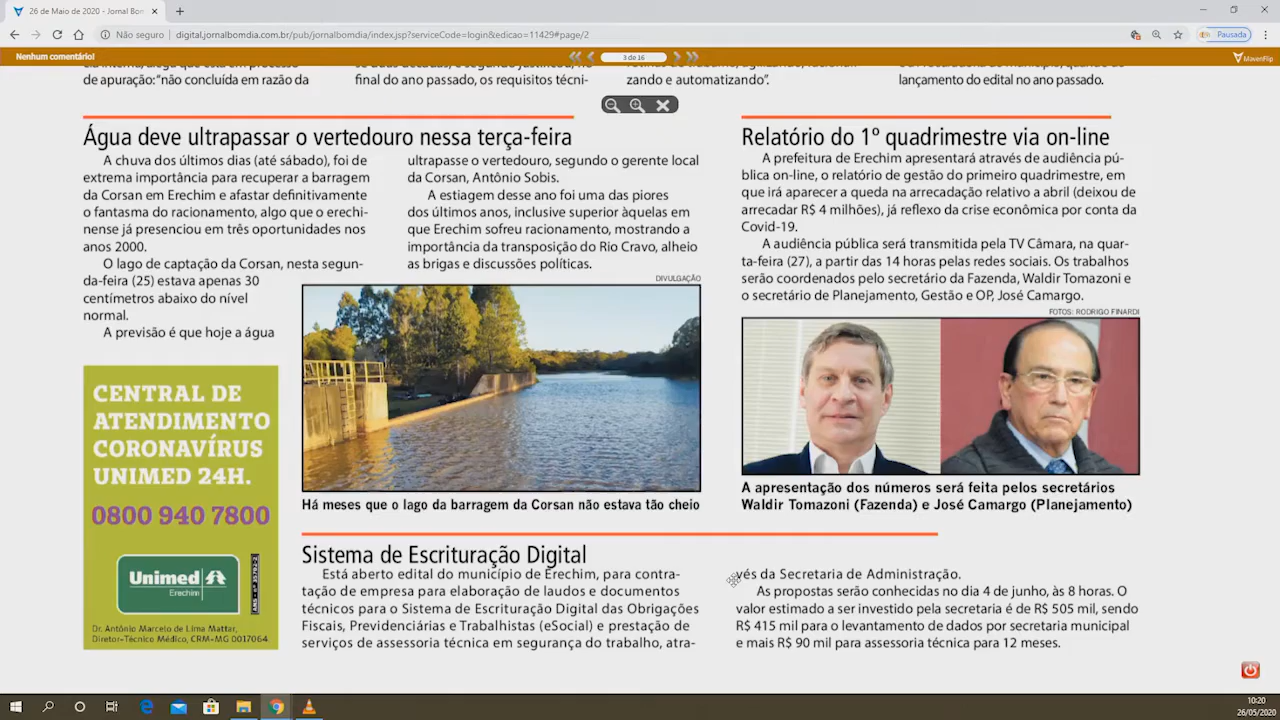 26 de Maio de 2020 - Jornal Bom
Não seguro
digital.jornalbomdia.com.br/pub/jornalbomdia/index.jsp?serviceCode=login&edicao=11429#page/2
Pausada
Nenhum comentário!
3 de 16
MavenFlip
de apuração: “não concluída em razão da
final do ano passado, os requisitos técni-
zando e automatizando”.
lançamento do edital no ano passado.
Água deve ultrapassar o vertedouro nessa terça-feira
A chuva dos últimos dias (até sábado), foi de
extrema importância para recuperar a barragem
da Corsan em Erechim e afastar definitivamente
o fantasma do racionamento, algo que o erechi-
nense já presenciou em três oportunidades nos
anos 2000.
O lago de captação da Corsan, nesta segun-
da-feira (25) estava apenas 30
centímetros abaixo do nível
normal.
A previsão é que hoje a água
ultrapasse o vertedouro, segundo o gerente local
da Corsan, Antônio Sobis.
A estiagem desse ano foi uma das piores
dos últimos anos, inclusive superior àquelas em
que Erechim sofreu racionamento, mostrando a
importância da transposição do Rio Cravo, alheio
as brigas e discussões políticas.
DIVULGAÇÃO
Há meses que o lago da barragem da Corsan não estava tão cheio
Relatório do 1º quadrimestre via on-line
A prefeitura de Erechim apresentará através de audiência pú-
blica on-line, o relatório de gestão do primeiro quadrimestre, em
que irá aparecer a queda na arrecadação relativo a abril (deixou de
arrecadar R$ 4 milhões), já reflexo da crise econômica por conta da
Covid-19.
A audiência pública será transmitida pela TV Câmara, na quar-
ta-feira (27), a partir das 14 horas pelas redes sociais. Os trabalhos
serão coordenados pelo secretário da Fazenda, Waldir Tomazoni e
o secretário de Planejamento, Gestão e OP, José Camargo.
FOTOS: RODRIGO FINARDI
A apresentação dos números será feita pelos secretários
Waldir Tomazoni (Fazenda) e José Camargo (Planejamento)
CENTRAL DE
ATENDIMENTO
CORONAVÍRUS
UNIMED 24H.
0800 940 7800
Unimed
Erechim
Dr. Antônio Marcelo de Lima Mattar,
Diretor-Técnico Médico, CRM-MG 0017064
Sistema de Escrituração Digital
Está aberto edital do município de Erechim, para contra-
tação de empresa para elaboração de laudos e documentos
técnicos para o Sistema de Escrituração Digital das Obrigações
Fiscais, Previdenciárias e Trabalhistas (eSocial) e prestação de
serviços de assessoria técnica em segurança do trabalho, atra-
vés da Secretaria de Administração.
As propostas serão conhecidas no dia 4 de junho, às 8 horas. O
valor estimado a ser investido pela secretaria é de R$ 505 mil, sendo
R$ 415 mil para o levantamento de dados por secretaria municipal
e mais R$ 90 mil para assessoria técnica para 12 meses.
10:20
26/05/2020